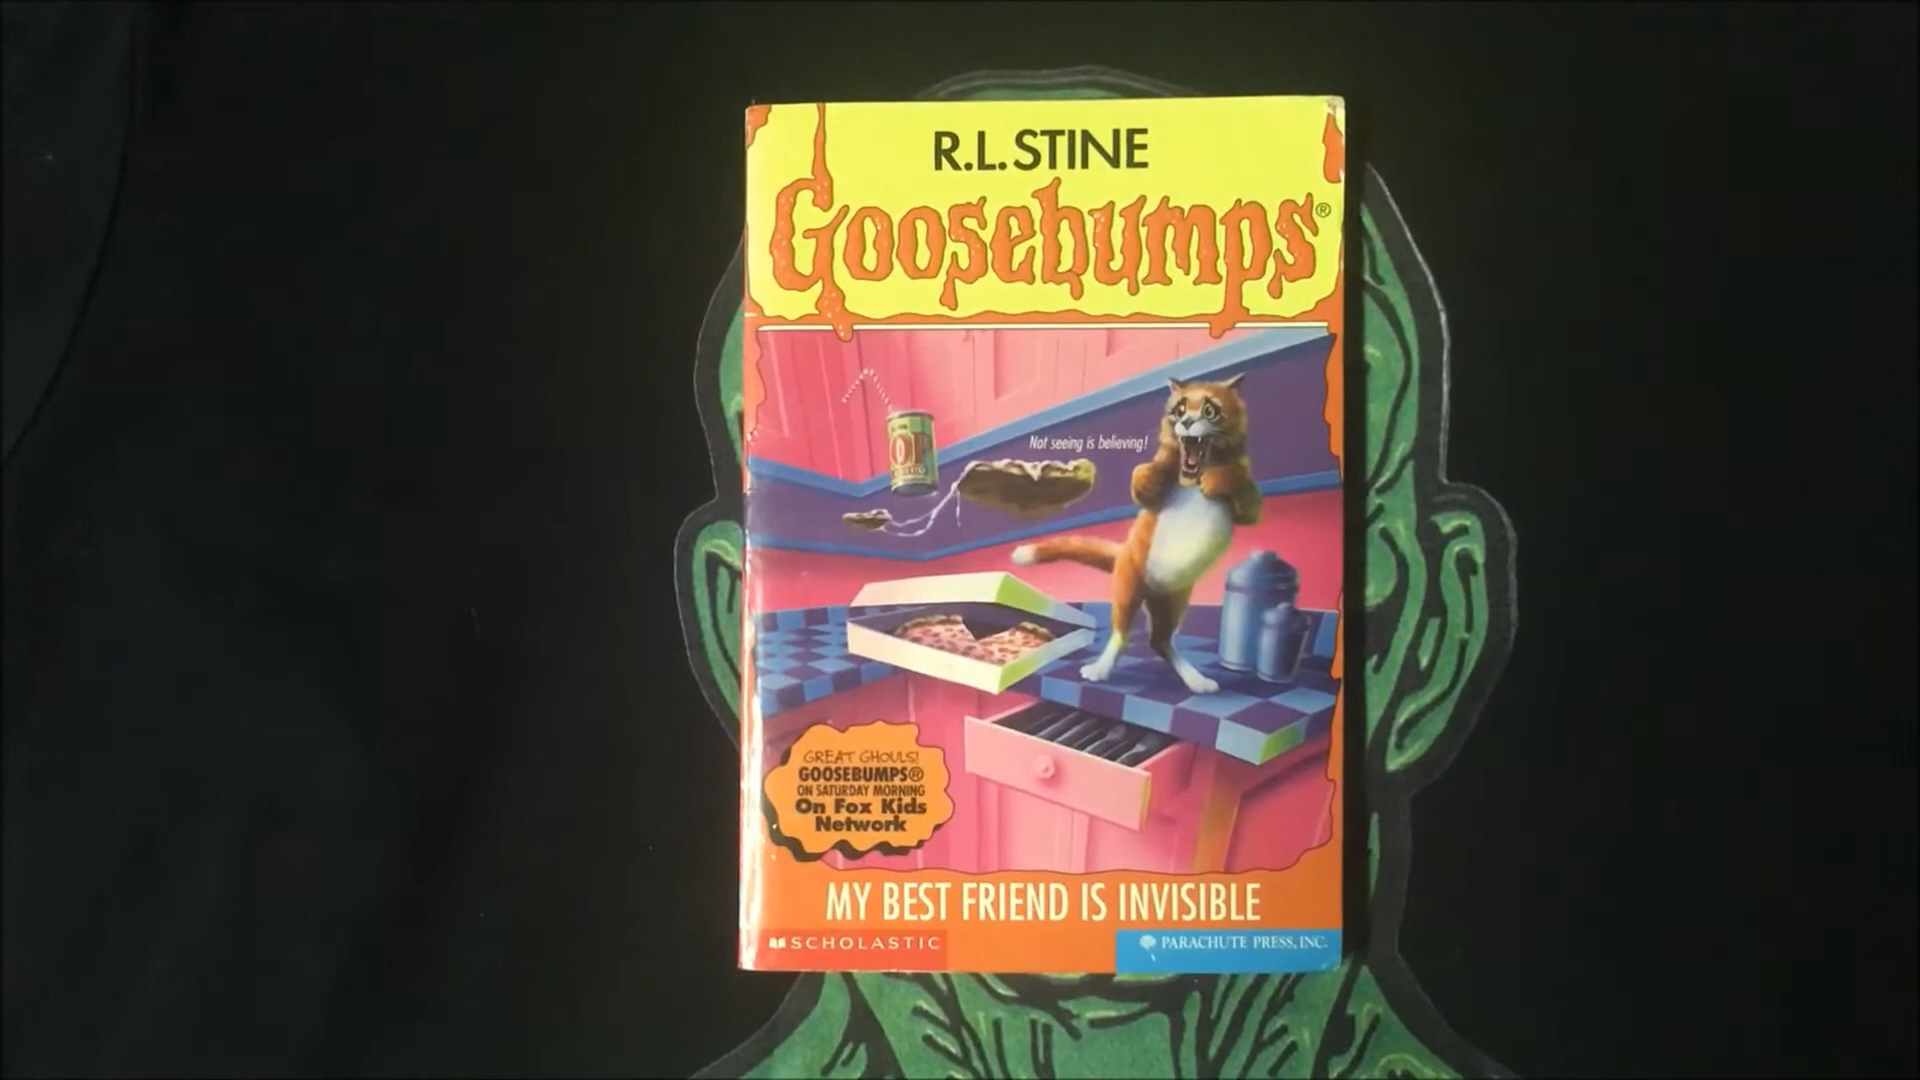 R.L. STINE
Goosebumps®
Not seeing is believing!
GREAT GHOULS!
GOOSEBUMPS®
ON SATURDAY MORNING
On Fox Kids
Network
MY BEST FRIEND IS INVISIBLE
SCHOLASTIC
PARACHUTE PRESS, INC.